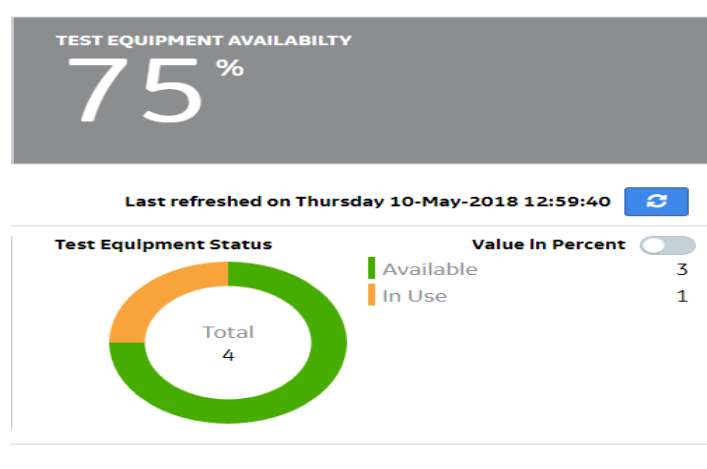 TEST EQUIPMENT AVAILABILTY
75%
Last refreshed on Thursday 10-May-2018 12:59:40
Test Equipment Status
Value in Percent
Available 3
In Use 1
Total
4